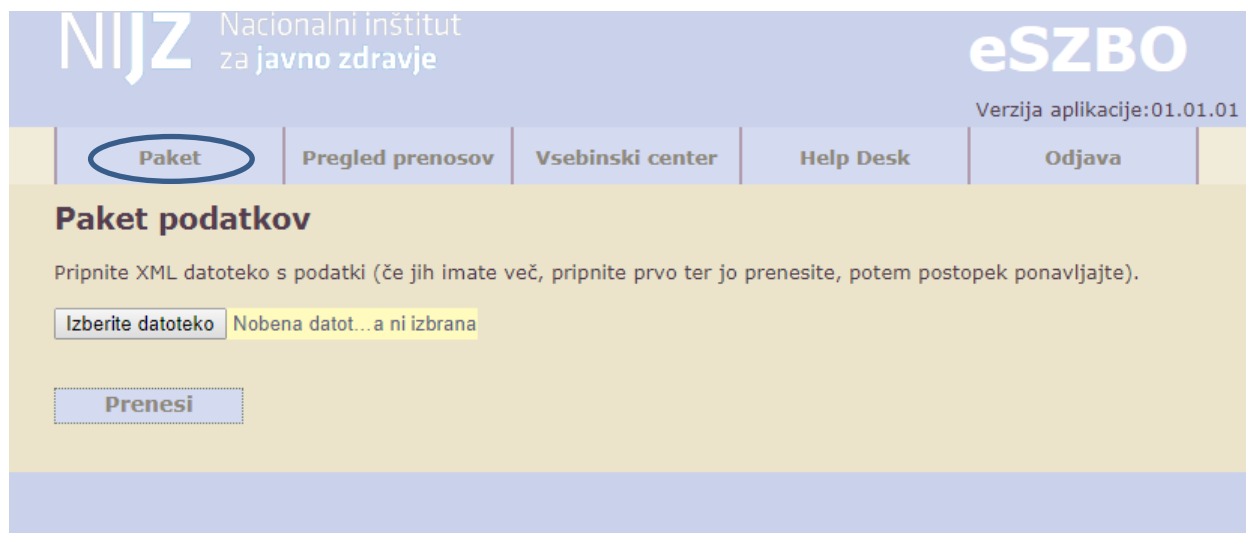 NIJZ Nacionalni inštitut
za javno zdravje
eSZBO
Verzija aplikacije:01.01.01
Paket Pregled prenosov Vsebinski center Help Desk Odjava
Paket podatkov
Pripnite XML datoteko s podatki (če jih imate več, pripnite prvo ter jo prenesite, potem postopek ponavljajte).
Izberite datoteko Nobena datot...a ni izbrana
Prenesi